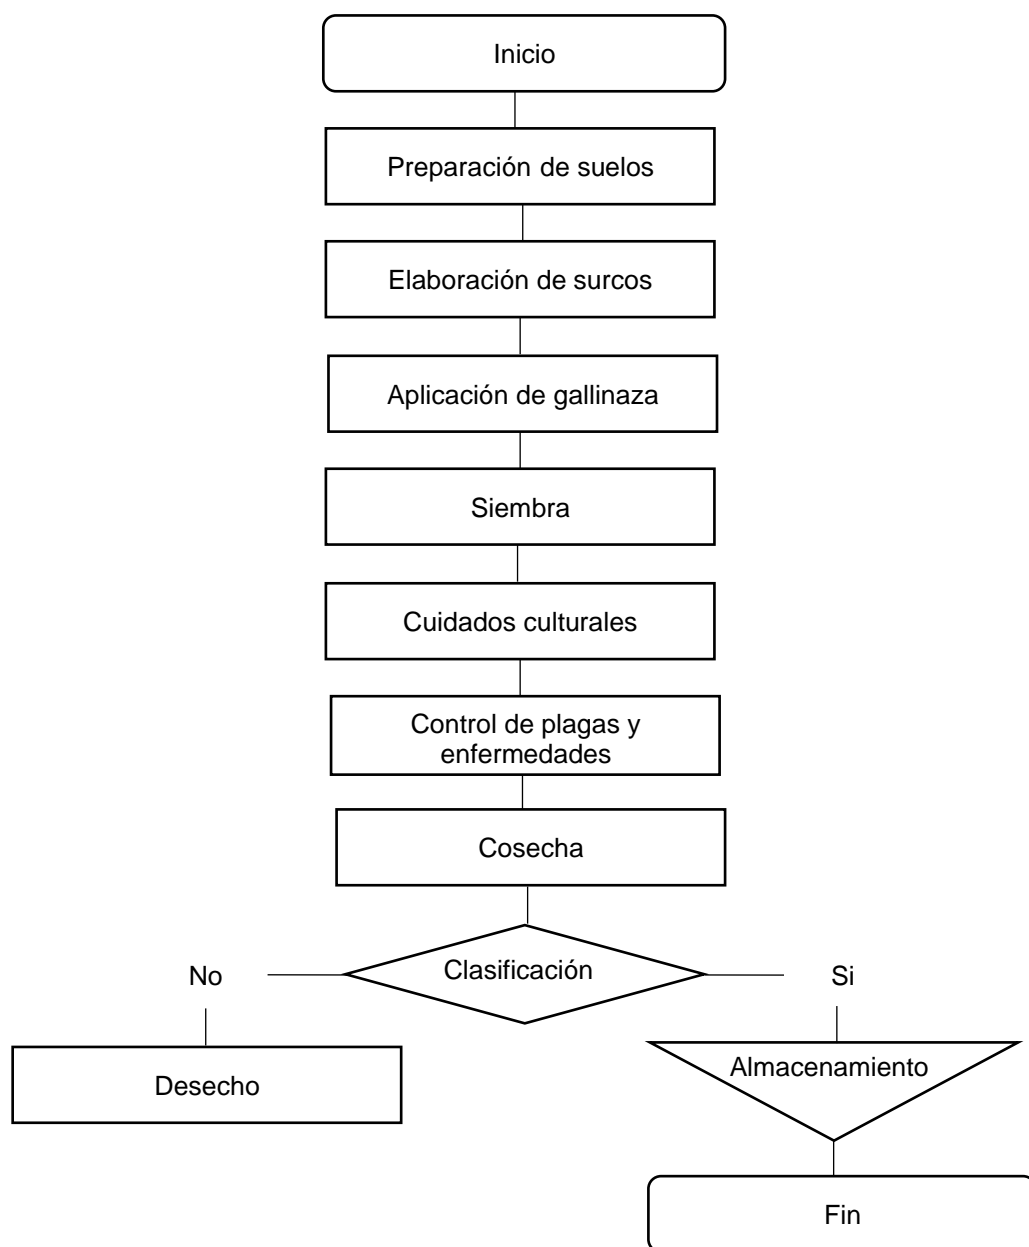 Inicio
Preparación de suelos
Elaboración de surcos
Aplicación de gallinaza
Siembra
Cuidados culturales
Control de plagas y
enfermedades
Cosecha
Clasificación
No
Si
Desecho
Almacenamiento
Fin